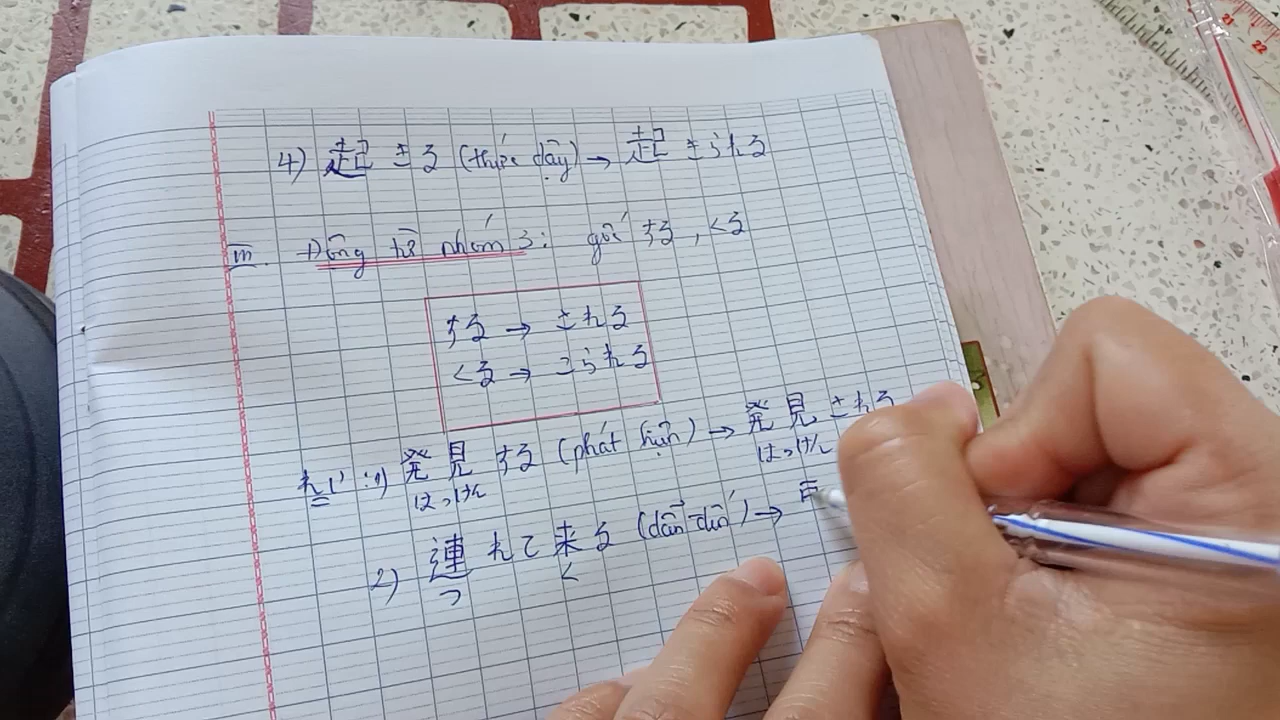 4) 起きる (thức dậy) → 起きられる
III. Động từ nhóm 3: gốc する, くる
する → される
くる → こられる
れい: 1) 発見する (phát hiện) → 発見される
はっけん はっけん
2) 連れて来る (dẫn đến) →
つ く